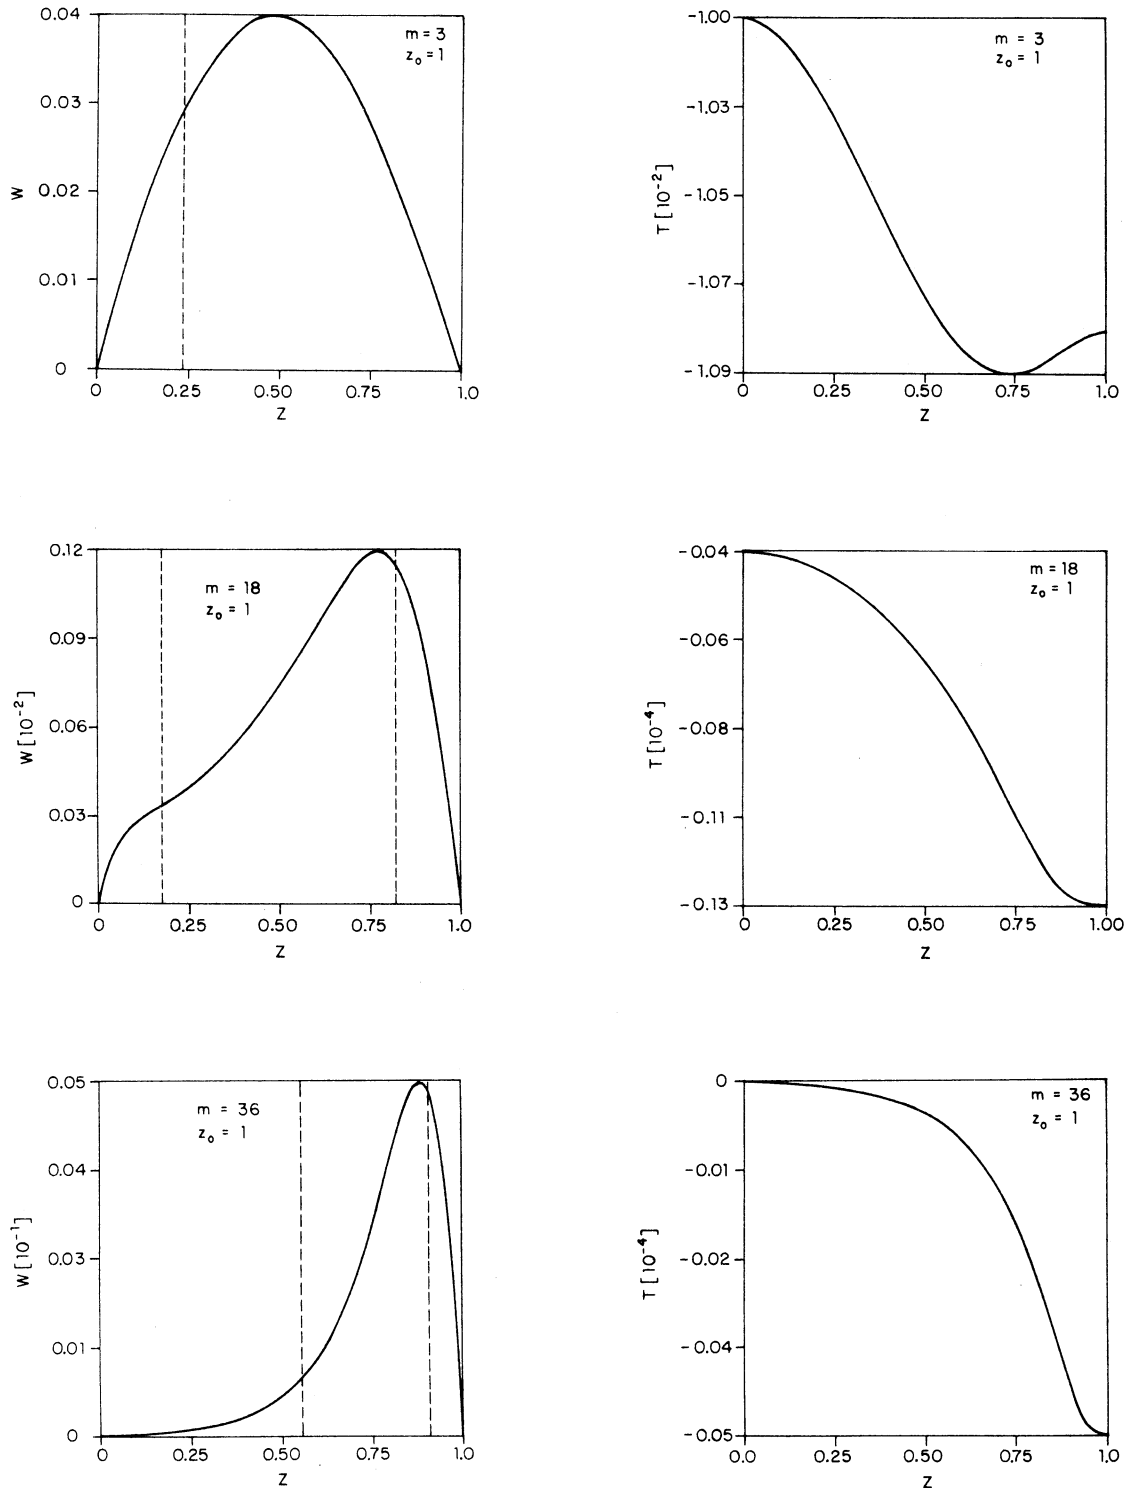 0.04
0.03
0.02
0.01
0
W
m = 3
z₀ = 1
0 0.25 0.50 0.75 1.0
Z
-1.00
-1.03
-1.05
-1.07
-1.09
T [10⁻²]
m = 3
z₀ = 1
0 0.25 0.50 0.75 1.0
Z
0.12
0.09
0.06
0.03
0
W [10⁻²]
m = 18
z₀ = 1
0 0.25 0.50 0.75 1.0
Z
-0.04
-0.06
-0.08
-0.11
-0.13
T [10⁻⁴]
m = 18
z₀ = 1
0 0.25 0.50 0.75 1.00
Z
0.05
0.04
0.03
0.01
0
W [10⁻¹]
m = 36
z₀ = 1
0 0.25 0.50 0.75 1.0
Z
0
-0.01
-0.02
-0.04
-0.05
T [10⁻⁴]
m = 36
z₀ = 1
0.0 0.25 0.50 0.75 1.0
Z